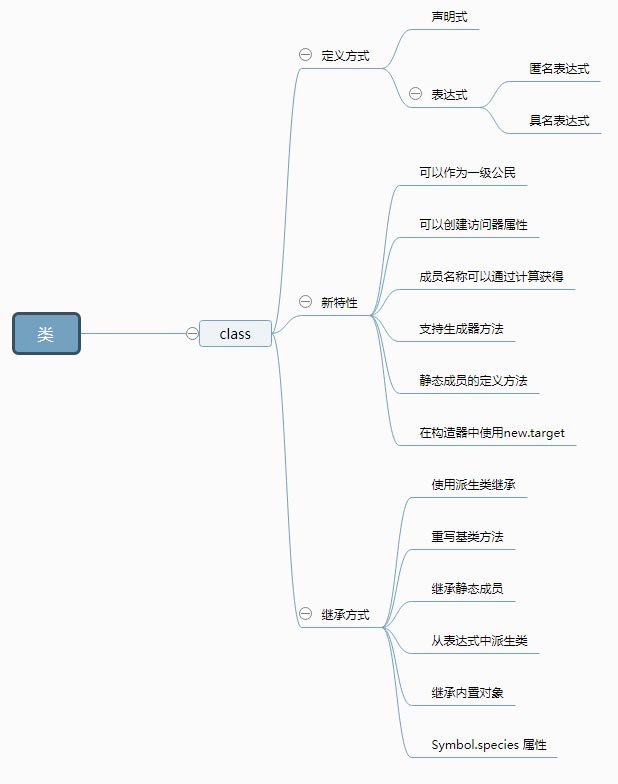 类
class
定义方式
声明式
表达式
匿名表达式
具名表达式
新特性
可以作为一级公民
可以创建访问器属性
成员名称可以通过计算获得
支持生成器方法
静态成员的定义方法
在构造器中使用new.target
继承方式
使用派生类继承
重写基类方法
继承静态成员
从表达式中派生类
继承内置对象
Symbol.species 属性